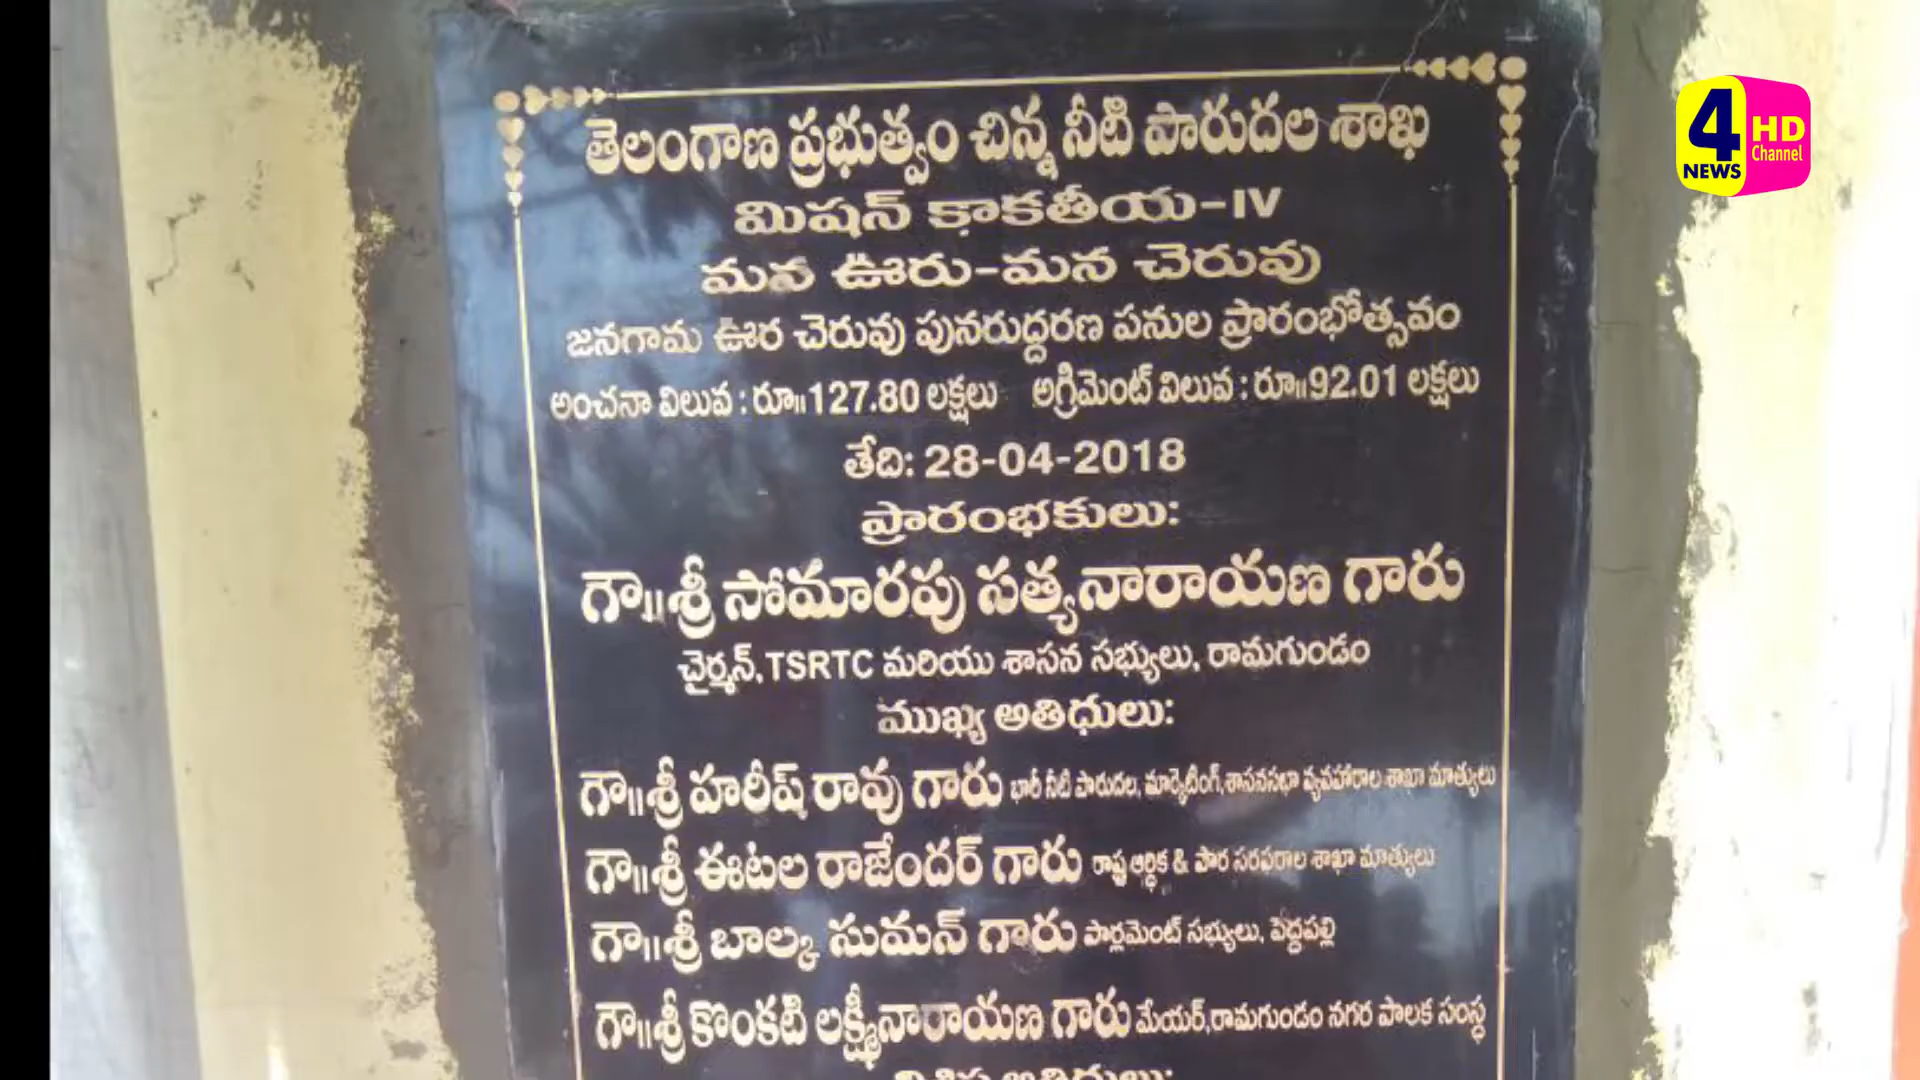 తెలంగాణ ప్రభుత్వం చిన్న నీటి పారుదల శాఖ
మిషన్ కాకతీయ-IV
మన ఊరు-మన చెరువు
జనగామ ఊర చెరువు పునరుద్దరణ పనుల ప్రారంభోత్సవం
అంచనా విలువ : రూ॥127.80 లక్షలు అగ్రిమెంట్ విలువ : రూ॥92.01 లక్షలు
తేది: 28-04-2018
ప్రారంభకులు:
గౌ॥శ్రీ సోమారపు సత్యనారాయణ గారు
చైర్మన్, TSRTC మరియు శాసన సభ్యులు, రామగుండం
ముఖ్య అతిధులు:
గౌ॥శ్రీ హరీష్ రావు గారు భారీ నీటి పారుదల, మార్కెటింగ్,శాసనసభా వ్యవహారాల శాఖా మాత్యులు
గౌ॥శ్రీ ఈటల రాజేందర్ గారు రాష్ట్ర ఆర్ధిక & పౌర సరఫరాల శాఖా మాత్యులు
గౌ॥శ్రీ బాల్క సుమన్ గారు పార్లమెంట్ సభ్యులు, పెద్దపల్లి
గౌ॥శ్రీ కొంకటి లక్ష్మీనారాయణ గారు మేయర్,రామగుండం నగర పాలక సంస్థ
4 HD
NEWS Channel